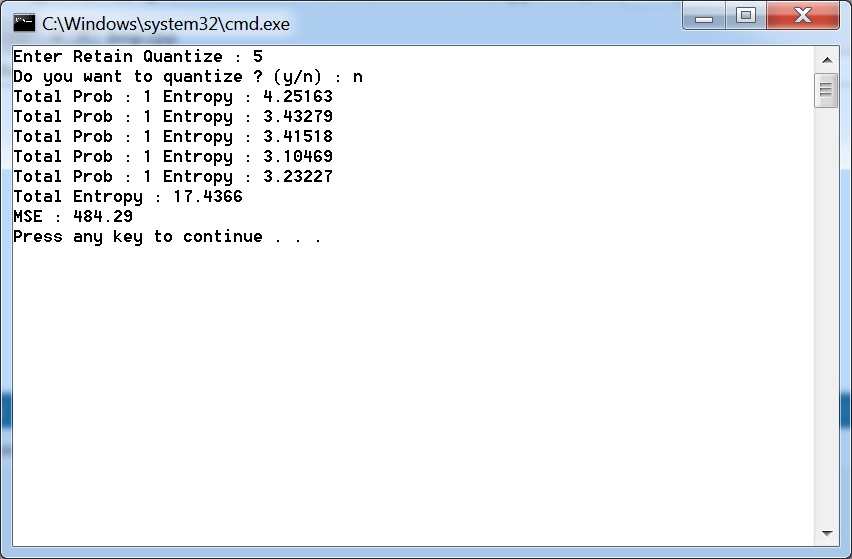 C:\Windows\system32\cmd.exe
Enter Retain Quantize : 5
Do you want to quantize ? (y/n) : n
Total Prob : 1 Entropy : 4.25163
Total Prob : 1 Entropy : 3.43279
Total Prob : 1 Entropy : 3.41518
Total Prob : 1 Entropy : 3.10469
Total Prob : 1 Entropy : 3.23227
Total Entropy : 17.4366
MSE : 484.29
Press any key to continue . . .